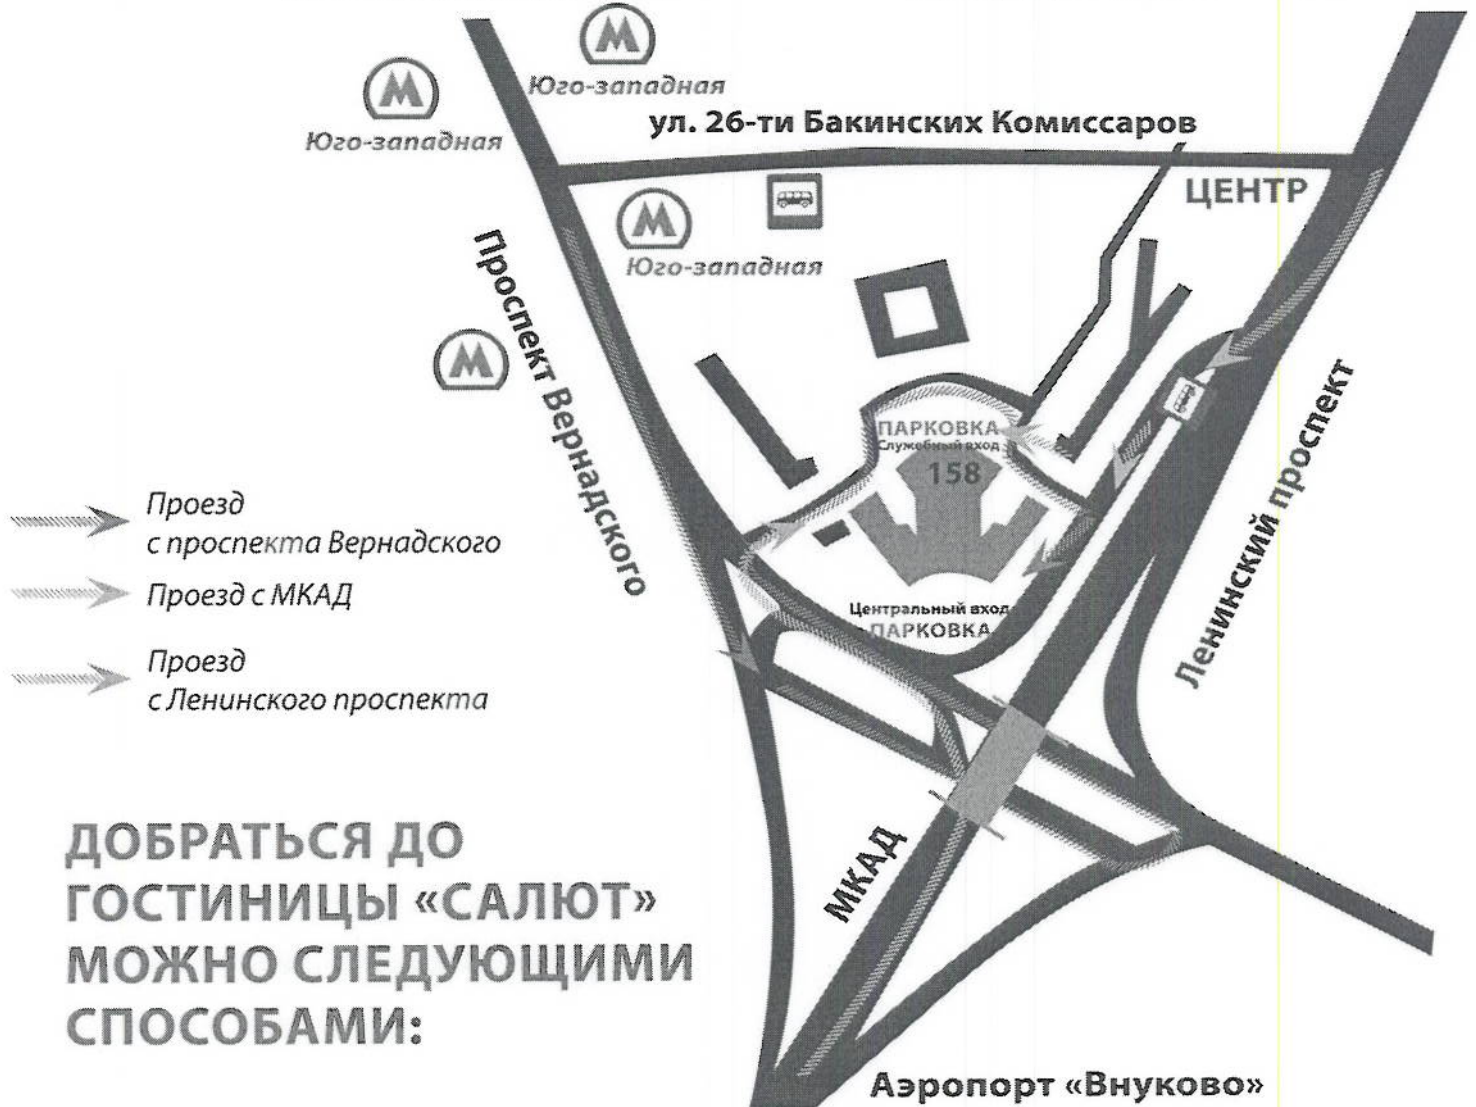 М
Юго-западная
М
Юго-западная
ул. 26-ти Бакинских Комиссаров
ЦЕНТР
М
Юго-западная
Проспект Вернадского
М
Ленинский проспект
ПАРКОВКА
Служебный вход
158
Центральный вход
ПАРКОВКА
Проезд
с проспекта Вернадского
Проезд с МКАД
Проезд
с Ленинского проспекта
МКАД
ДОБРАТЬСЯ ДО
ГОСТИНИЦЫ «САЛЮТ»
МОЖНО СЛЕДУЮЩИМИ
СПОСОБАМИ:
Аэропорт «Внуково»